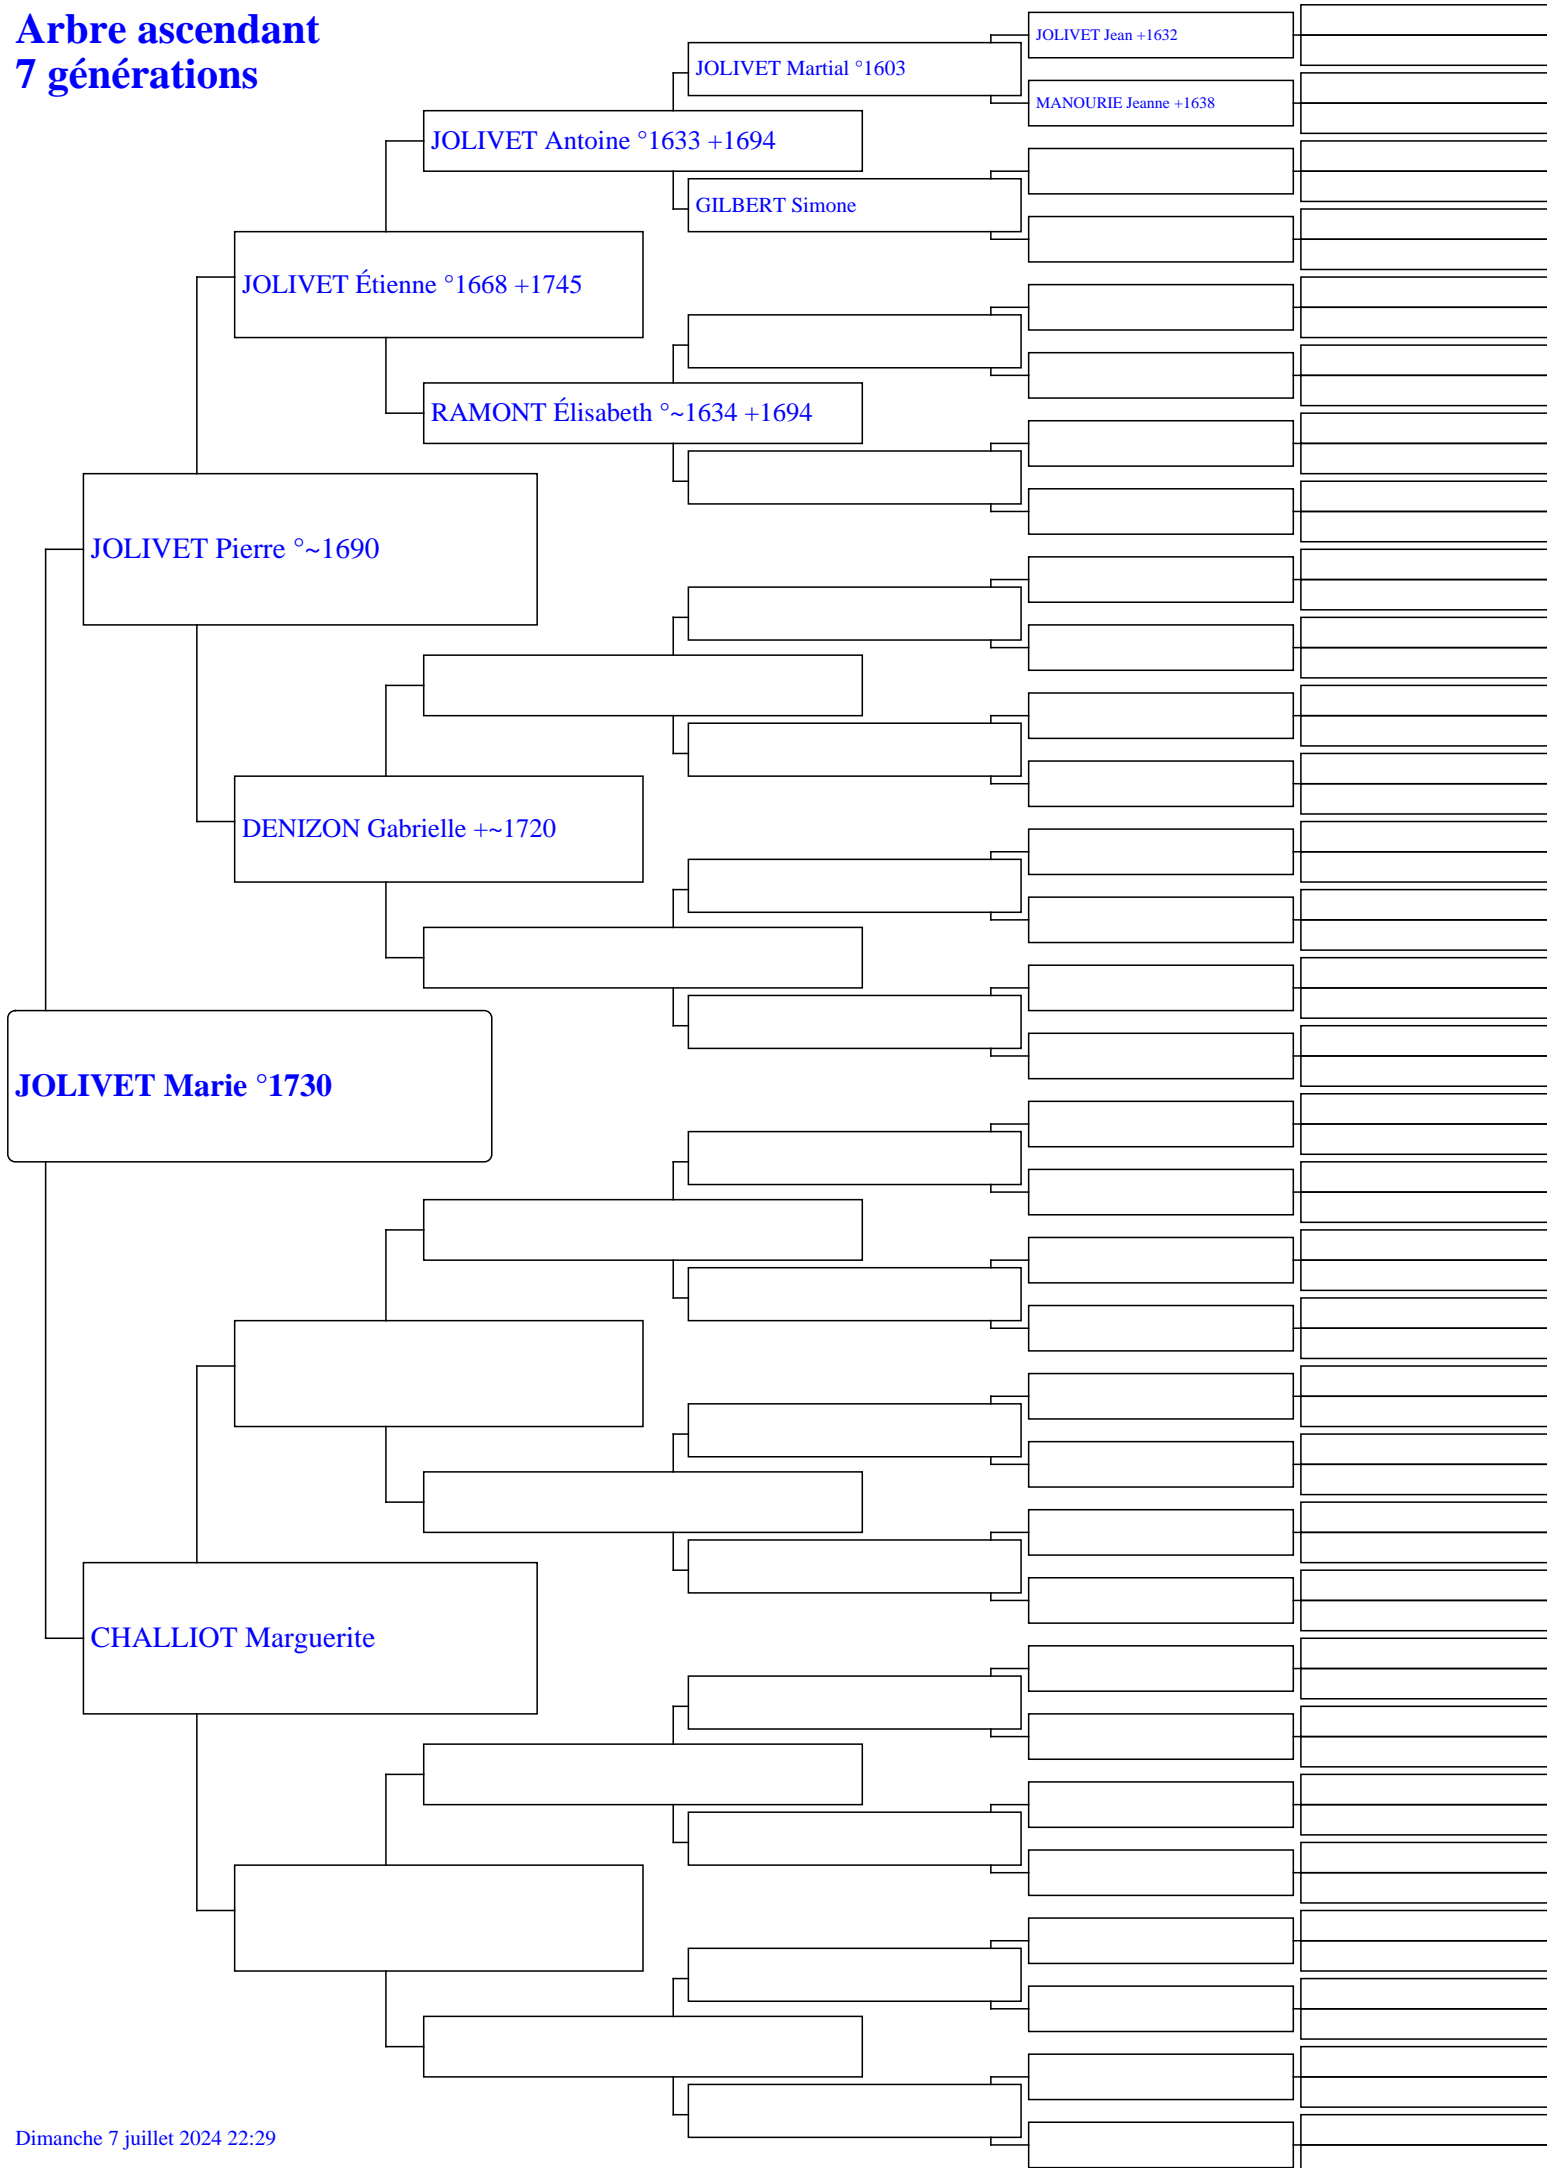 Arbre ascendant
7 générations
JOLIVET Jean +1632
JOLIVET Martial °1603
MANOURIE Jeanne +1638
JOLIVET Antoine °1633 +1694
GILBERT Simone
JOLIVET Étienne °1668 +1745
RAMONT Élisabeth °~1634 +1694
JOLIVET Pierre °~1690
DENIZON Gabrielle +~1720
JOLIVET Marie °1730
CHALLIOT Marguerite
Dimanche 7 juillet 2024 22:29